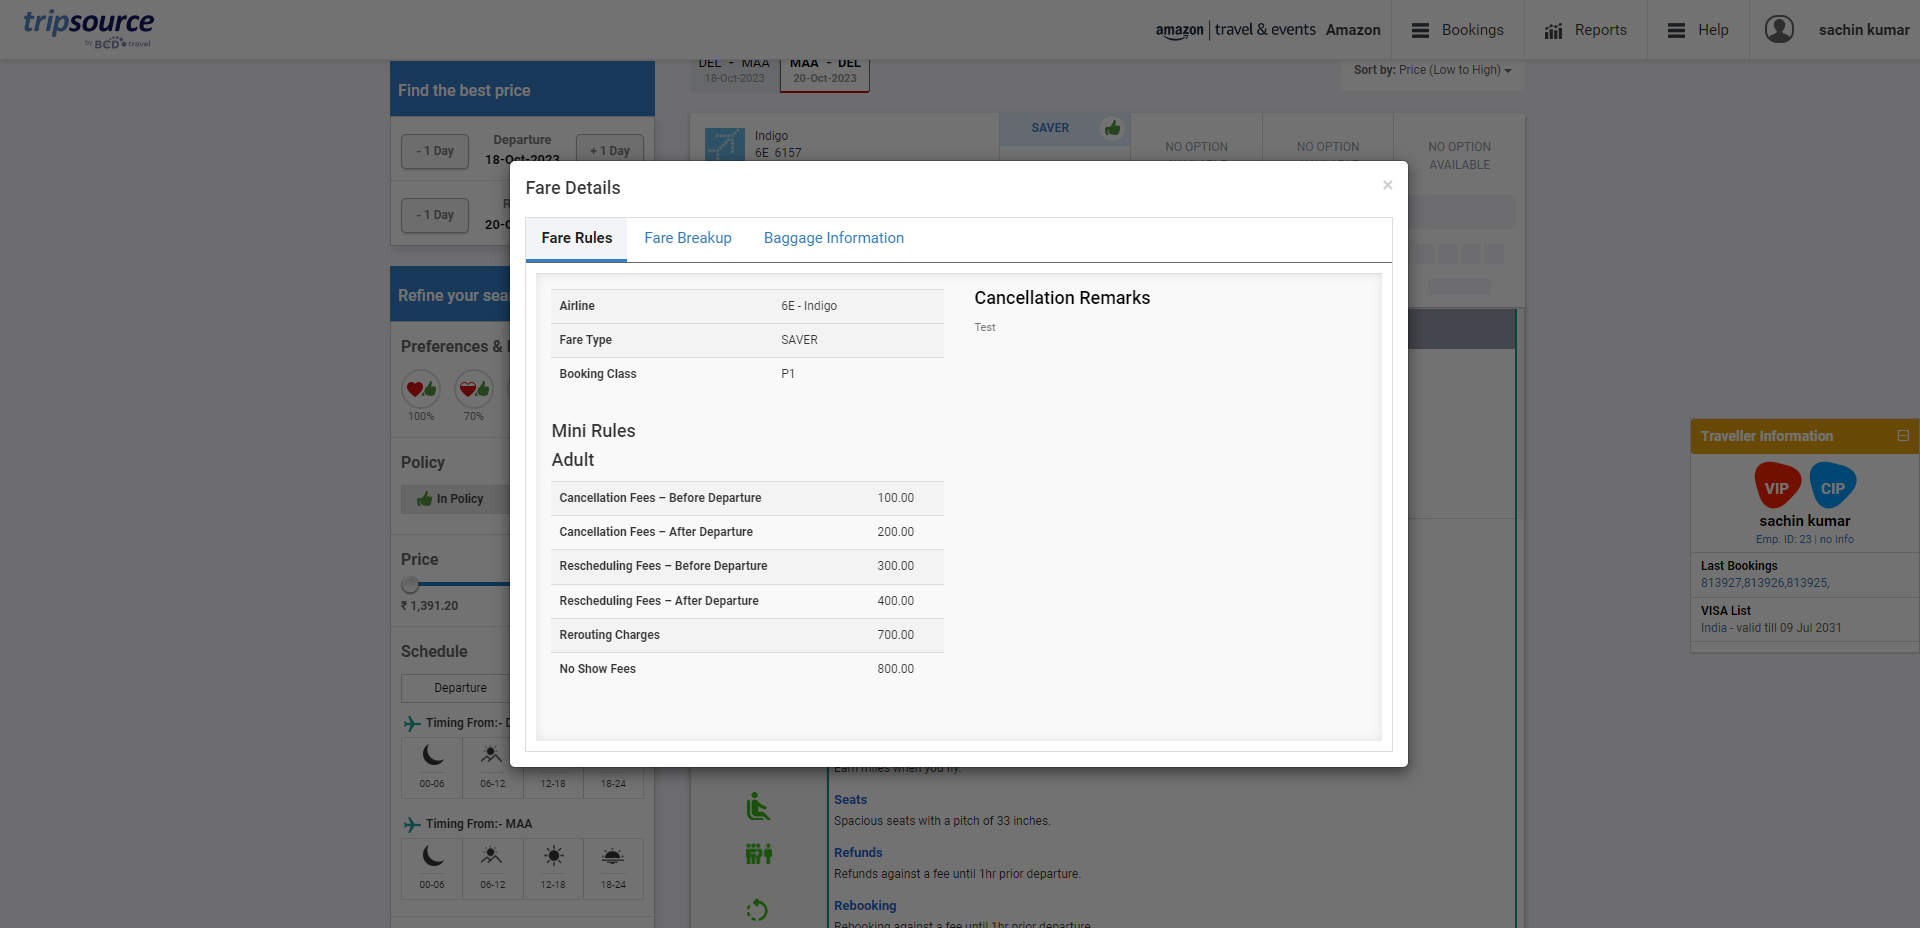 tripsource
by BCD travel
amazon | travel & events Amazon
Bookings
Reports
Help
sachin kumar
Find the best price
DEL - MAA
18-Oct-2023
MAA - DEL
20-Oct-2023
Sort by: Price (Low to High)
- 1 Day
Departure
18-Oct-2023
+ 1 Day
- 1 Day
Indigo
6E 6157
SAVER
NO OPTION
NO OPTION
NO OPTION
AVAILABLE
Refine your
Preferences &
100%
70%
Policy
In Policy
Price
₹ 1,391.20
Schedule
Departure
Timing From:-
00-06
06-12
12-18
18-24
Timing From:- MAA
00-06
06-12
12-18
18-24
Fare Details
×
Fare Rules
Fare Breakup
Baggage Information
Airline 6E - Indigo
Fare Type SAVER
Booking Class P1
Cancellation Remarks
Test
Mini Rules
Adult
Cancellation Fees – Before Departure 100.00
Cancellation Fees – After Departure 200.00
Rescheduling Fees – Before Departure 300.00
Rescheduling Fees – After Departure 400.00
Rerouting Charges 700.00
No Show Fees 800.00
Earn miles when you fly.
Seats
Spacious seats with a pitch of 33 inches.
Refunds
Refunds against a fee until 1hr prior departure.
Rebooking
Rebooking against a fee until 1hr prior departure.
Traveller Information
VIP
CIP
sachin kumar
Emp. ID: 23 | no Info
Last Bookings
813927,813926,813925,
VISA List
India - valid till 09 Jul 2031